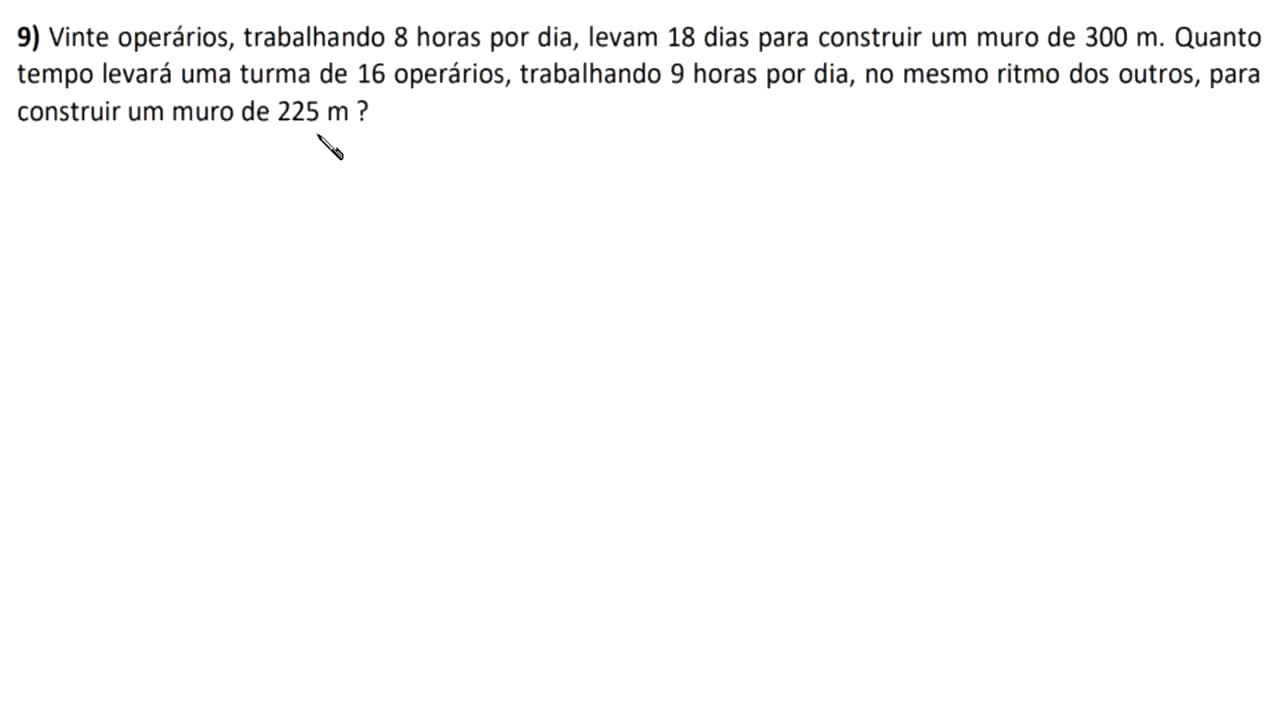 9) Vinte operários, trabalhando 8 horas por dia, levam 18 dias para construir um muro de 300 m. Quanto
tempo levará uma turma de 16 operários, trabalhando 9 horas por dia, no mesmo ritmo dos outros, para
construir um muro de 225 m ?